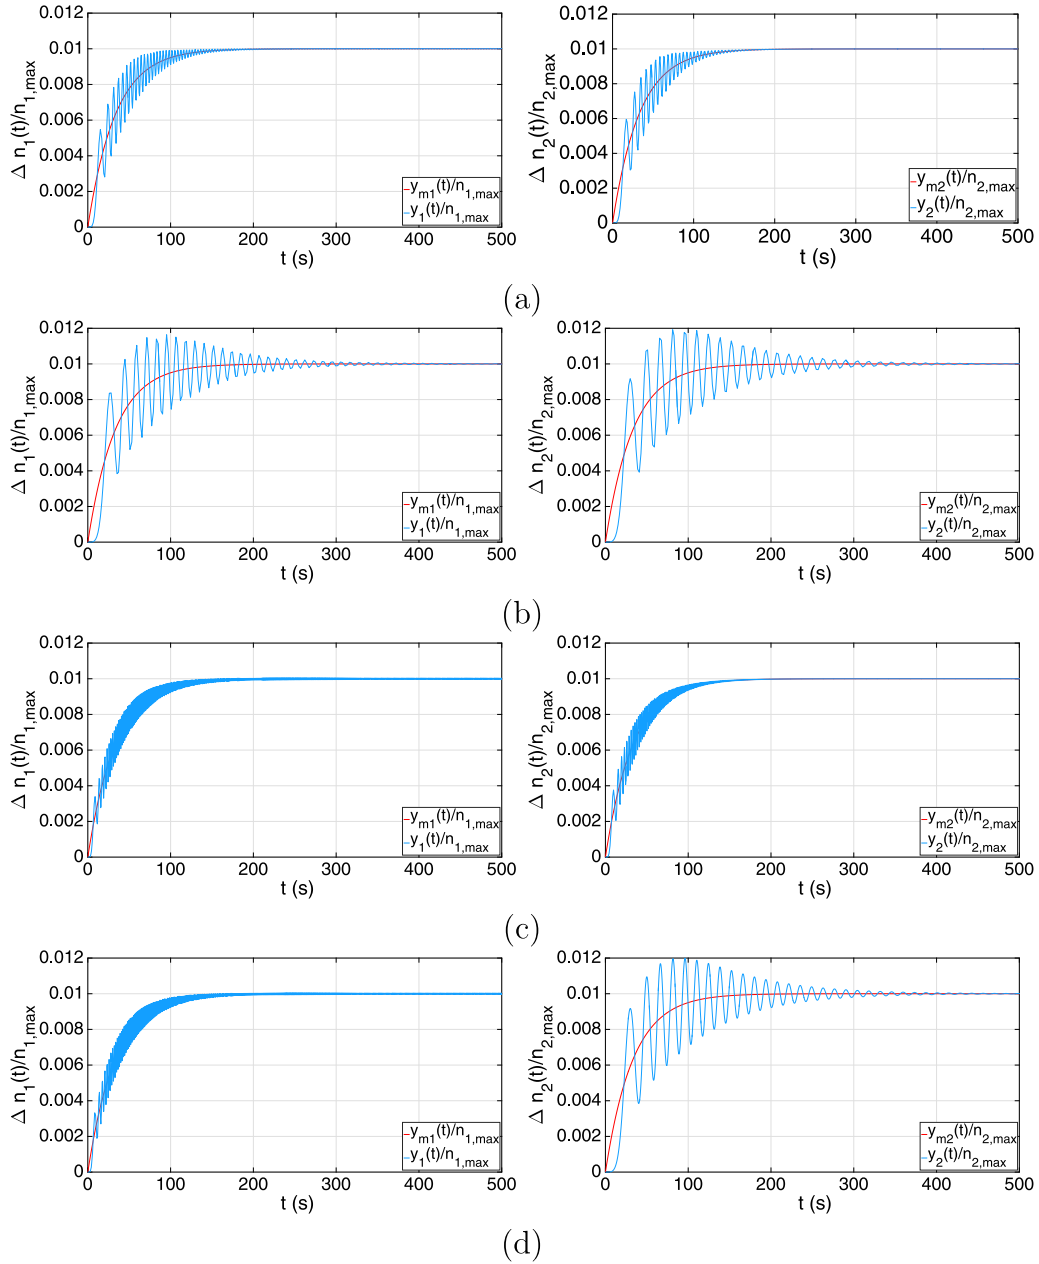 0.012
0.01
0.008
0.006
0.004
0.002
0
Δ n1(t)/n1,max
ym1(t)/n1,max
y1(t)/n1,max
0 100 200 300 400 500
t (s)
0.012
0.01
0.008
0.006
0.004
0.002
0
Δ n2(t)/n2,max
ym2(t)/n2,max
y2(t)/n2,max
0 100 200 300 400 500
t (s)
(a)
0.012
0.01
0.008
0.006
0.004
0.002
0
Δ n1(t)/n1,max
ym1(t)/n1,max
y1(t)/n1,max
0 100 200 300 400 500
t (s)
0.012
0.01
0.008
0.006
0.004
0.002
0
Δ n2(t)/n2,max
ym2(t)/n2,max
y2(t)/n2,max
0 100 200 300 400 500
t (s)
(b)
0.012
0.01
0.008
0.006
0.004
0.002
0
Δ n1(t)/n1,max
ym1(t)/n1,max
y1(t)/n1,max
0 100 200 300 400 500
t (s)
0.012
0.01
0.008
0.006
0.004
0.002
0
Δ n2(t)/n2,max
ym2(t)/n2,max
y2(t)/n2,max
0 100 200 300 400 500
t (s)
(c)
0.012
0.01
0.008
0.006
0.004
0.002
0
Δ n1(t)/n1,max
ym1(t)/n1,max
y1(t)/n1,max
0 100 200 300 400 500
t (s)
0.012
0.01
0.008
0.006
0.004
0.002
0
Δ n2(t)/n2,max
ym2(t)/n2,max
y2(t)/n2,max
0 100 200 300 400 500
t (s)
(d)